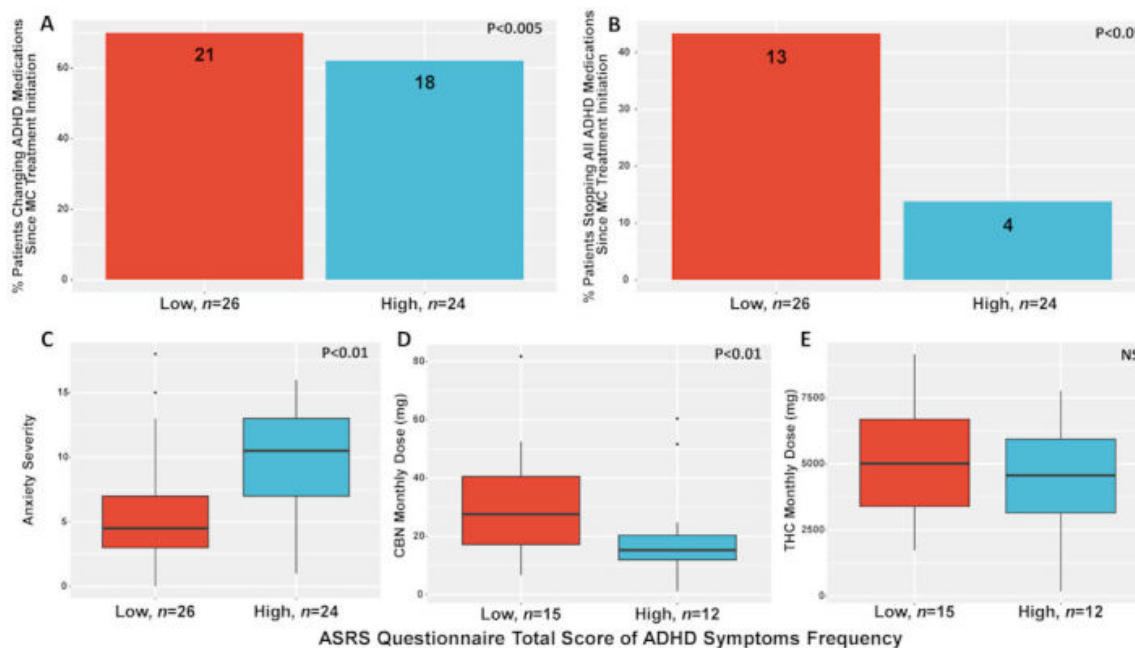 A
P<0.005
% Patients Changing ADHD Medications
Since MC Treatment Initiation
60
40
20
0
21
18
Low, n=26
High, n=24
B
P<0.0
% Patients Stopping All ADHD Medications
Since MC Treatment Initiation
40
30
20
10
0
13
4
Low, n=26
High, n=24
C
P<0.01
Anxiety Severity
15
10
5
0
Low, n=26
High, n=24
D
P<0.01
CBN Monthly Dose (mg)
80
60
40
20
0
Low, n=15
High, n=12
E
NS
THC Monthly Dose (mg)
7500
5000
2500
0
Low, n=15
High, n=12
ASRS Questionnaire Total Score of ADHD Symptoms Frequency